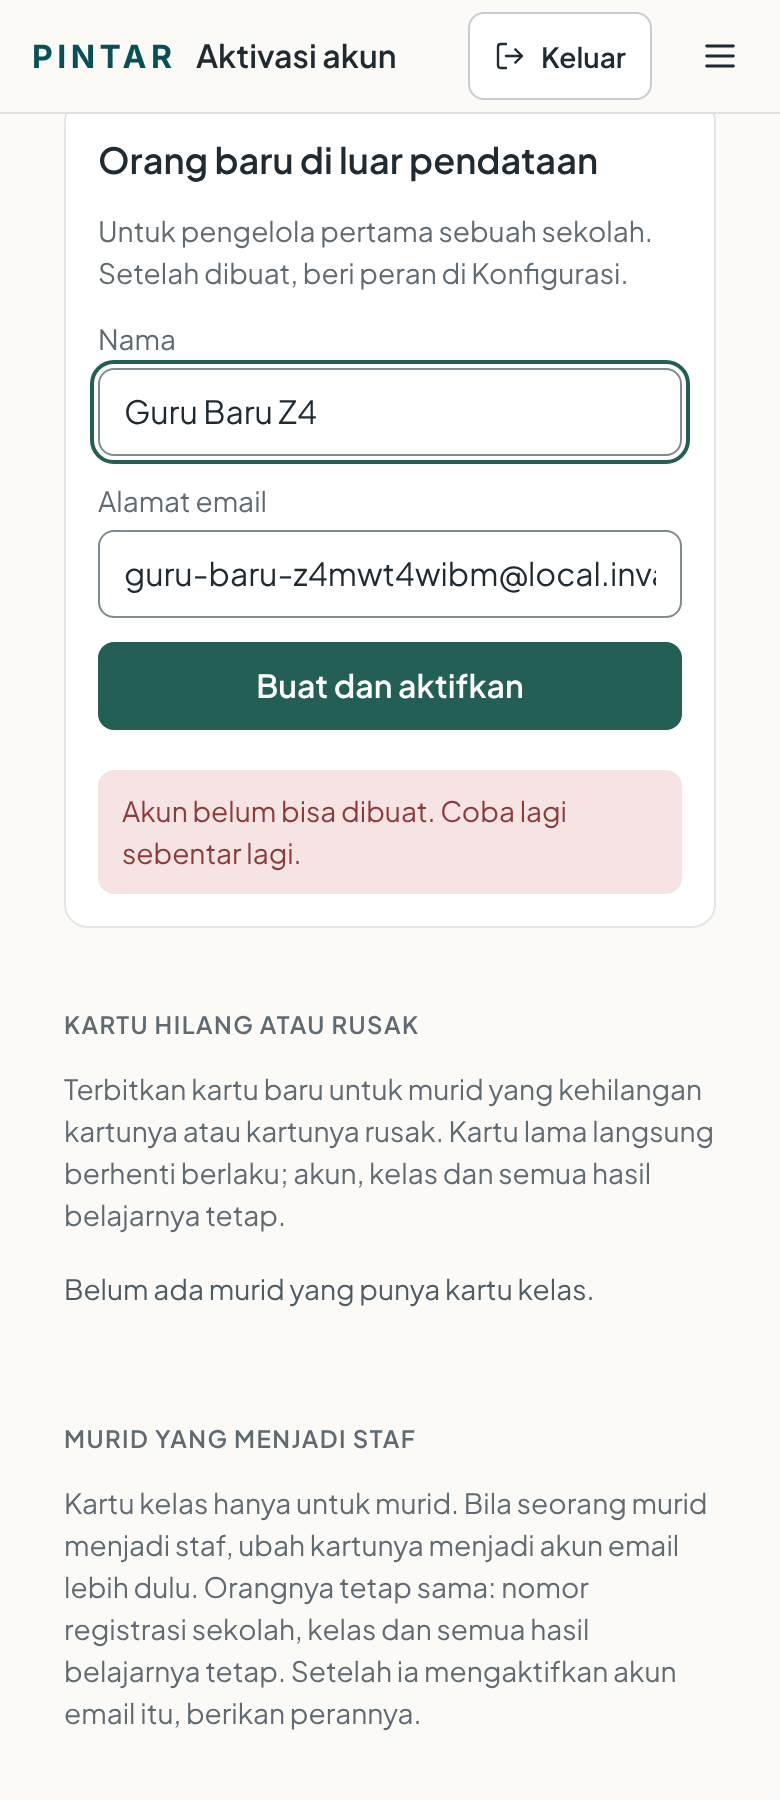 PINTAR Aktivasi akun Keluar
Orang baru di luar pendataan
Untuk pengelola pertama sebuah sekolah.
Setelah dibuat, beri peran di Konfigurasi.
Nama
Guru Baru Z4
Alamat email
guru-baru-z4mwt4wibm@local.inva
Buat dan aktifkan
Akun belum bisa dibuat. Coba lagi
sebentar lagi.
KARTU HILANG ATAU RUSAK
Terbitkan kartu baru untuk murid yang kehilangan
kartunya atau kartunya rusak. Kartu lama langsung
berhenti berlaku; akun, kelas dan semua hasil
belajarnya tetap.
Belum ada murid yang punya kartu kelas.
MURID YANG MENJADI STAF
Kartu kelas hanya untuk murid. Bila seorang murid
menjadi staf, ubah kartunya menjadi akun email
lebih dulu. Orangnya tetap sama: nomor
registrasi sekolah, kelas dan semua hasil
belajarnya tetap. Setelah ia mengaktifkan akun
email itu, berikan perannya.